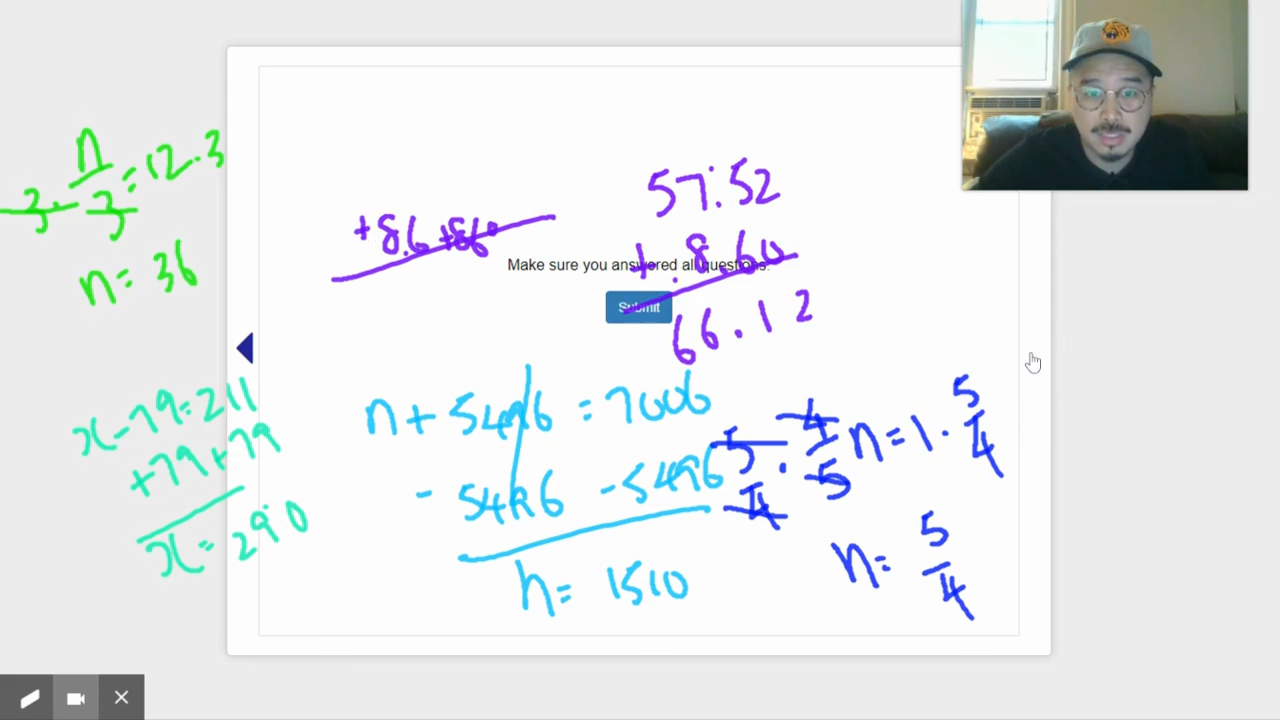 n/3 = 12 · 3
3 · 3
n = 36
+8.6 +8.60
57.52
+ 8.60
66.12
Make sure you answered all questions.
Submit
x - 79 = 211
+79 +79
x = 290
n + 5496 = 7006
- 5496 - 5496
n = 1510
5/4 · 4/5 n = 1 · 5/4
n = 5/4